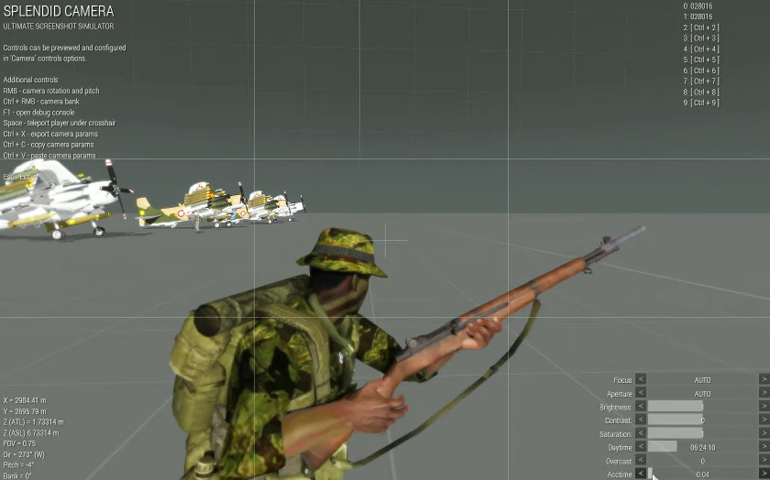 SPLENDID CAMERA
ULTIMATE SCREENSHOT SIMULATOR
Controls can be previewed and configured
in 'Camera' controls options.
Additional controls:
RMB - camera rotation and pitch
Ctrl + RMB - camera bank
F1 - open debug console
Space - teleport player under crosshair
Ctrl + X - export camera params
Ctrl + C - copy camera params
Ctrl + V - paste camera params
0: 028016
1: 028016
2: [ Ctrl + 2 ]
3: [ Ctrl + 3 ]
4: [ Ctrl + 4 ]
5: [ Ctrl + 5 ]
6: [ Ctrl + 6 ]
7: [ Ctrl + 7 ]
8: [ Ctrl + 8 ]
9: [ Ctrl + 9 ]
X = 2984.41 m
Y = 2695.79 m
Z (ATL) = 1.73314 m
Z (ASL) 6.73314 m
FOV = 0.75
Dir = 273° (W)
Pitch = -4°
Bank = 0°
Focus < AUTO >
Aperture < AUTO >
Brightness: < 0 >
Contrast: < 0 >
Saturation: < >
Daytime < 05:24:10 >
Overcast < 0 >
Acctime < 0.04 >